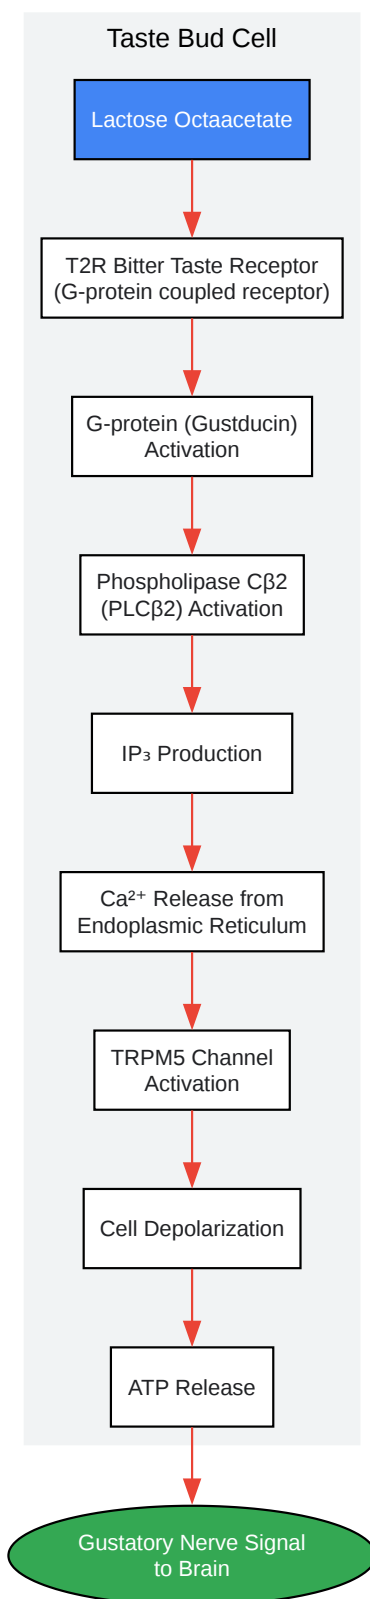 Taste Bud Cell
Lactose Octaacetate
T2R Bitter Taste Receptor
(G-protein coupled receptor)
G-protein (Gustducin)
Activation
Phospholipase Cβ2
(PLCβ2) Activation
IP₃ Production
Ca²⁺ Release from
Endoplasmic Reticulum
TRPM5 Channel
Activation
Cell Depolarization
ATP Release
Gustatory Nerve Signal
to Brain